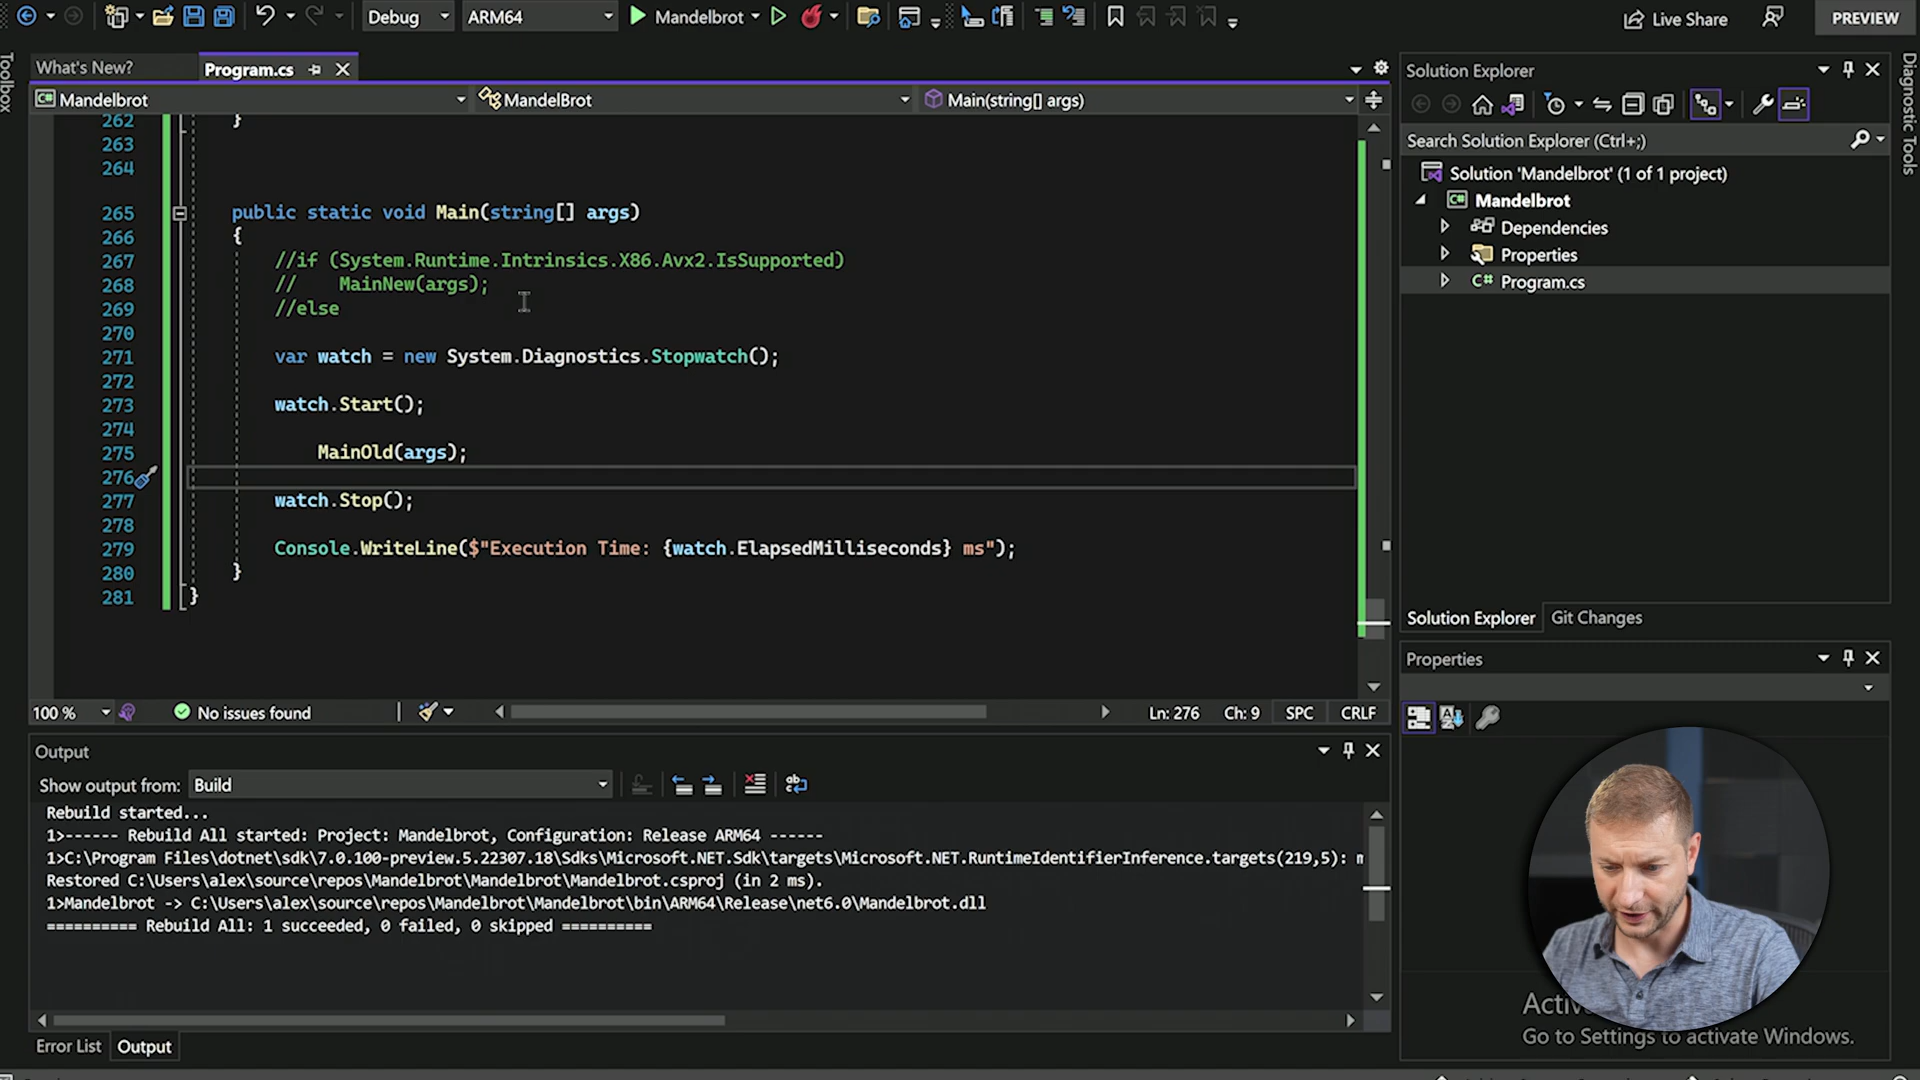 Debug
ARM64
Mandelbrot
Live Share
PREVIEW
Toolbox
What's New?
Program.cs
Mandelbrot
MandelBrot
Main(string[] args)
262 }
263
264
265 public static void Main(string[] args)
266 {
267 //if (System.Runtime.Intrinsics.X86.Avx2.IsSupported)
268 //    MainNew(args);
269 //else
270
271 var watch = new System.Diagnostics.Stopwatch();
272
273 watch.Start();
274
275 MainOld(args);
276
277 watch.Stop();
278
279 Console.WriteLine($"Execution Time: {watch.ElapsedMilliseconds} ms");
280 }
281 }
100 %
No issues found
Ln: 276
Ch: 9
SPC
CRLF
Output
Show output from:
Build
Rebuild started...
1>------ Rebuild All started: Project: Mandelbrot, Configuration: Release ARM64 ------
1>C:\Program Files\dotnet\sdk\7.0.100-preview.5.22307.18\Sdks\Microsoft.NET.Sdk\targets\Microsoft.NET.RuntimeIdentifierInference.targets(219,5): m
Restored C:\Users\alex\source\repos\Mandelbrot\Mandelbrot\Mandelbrot.csproj (in 2 ms).
1>Mandelbrot -> C:\Users\alex\source\repos\Mandelbrot\Mandelbrot\bin\ARM64\Release\net6.0\Mandelbrot.dll
========== Rebuild All: 1 succeeded, 0 failed, 0 skipped ==========
Error List
Output
Solution Explorer
Search Solution Explorer (Ctrl+;)
Solution 'Mandelbrot' (1 of 1 project)
C# Mandelbrot
Dependencies
Properties
C# Program.cs
Solution Explorer
Git Changes
Properties
Diagnostic Tools
Go to Settings to activate Windows.